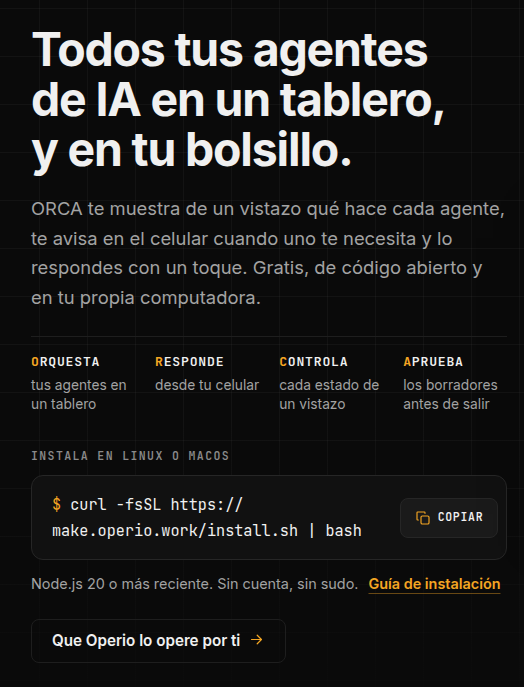 Todos tus agentes
de IA en un tablero,
y en tu bolsillo.
ORCA te muestra de un vistazo qué hace cada agente,
te avisa en el celular cuando uno te necesita y lo
respondes con un toque. Gratis, de código abierto y
en tu propia computadora.
ORQUESTA
tus agentes en
un tablero
RESPONDE
desde tu celular
CONTROLA
cada estado de
un vistazo
APRUEBA
los borradores
antes de salir
INSTALA EN LINUX O MACOS
$ curl -fsSL https://
make.operio.work/install.sh | bash
COPIAR
Node.js 20 o más reciente. Sin cuenta, sin sudo. Guía de instalación
Que Operio lo opere por ti →